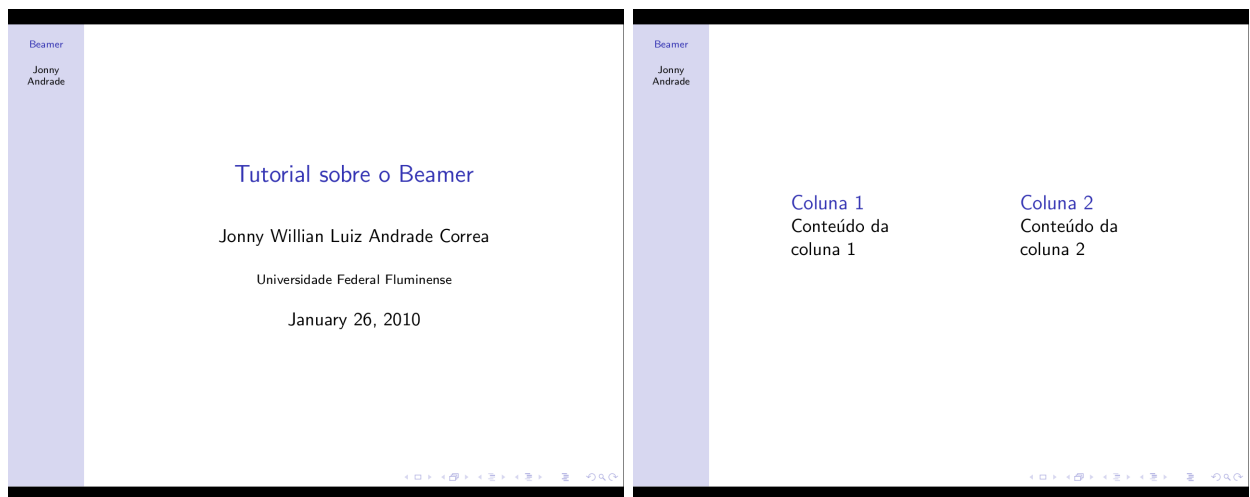 Beamer
Jonny
Andrade
Tutorial sobre o Beamer
Jonny Willian Luiz Andrade Correa
Universidade Federal Fluminense
January 26, 2010
Beamer
Jonny
Andrade
Coluna 1
Conteúdo da
coluna 1
Coluna 2
Conteúdo da
coluna 2